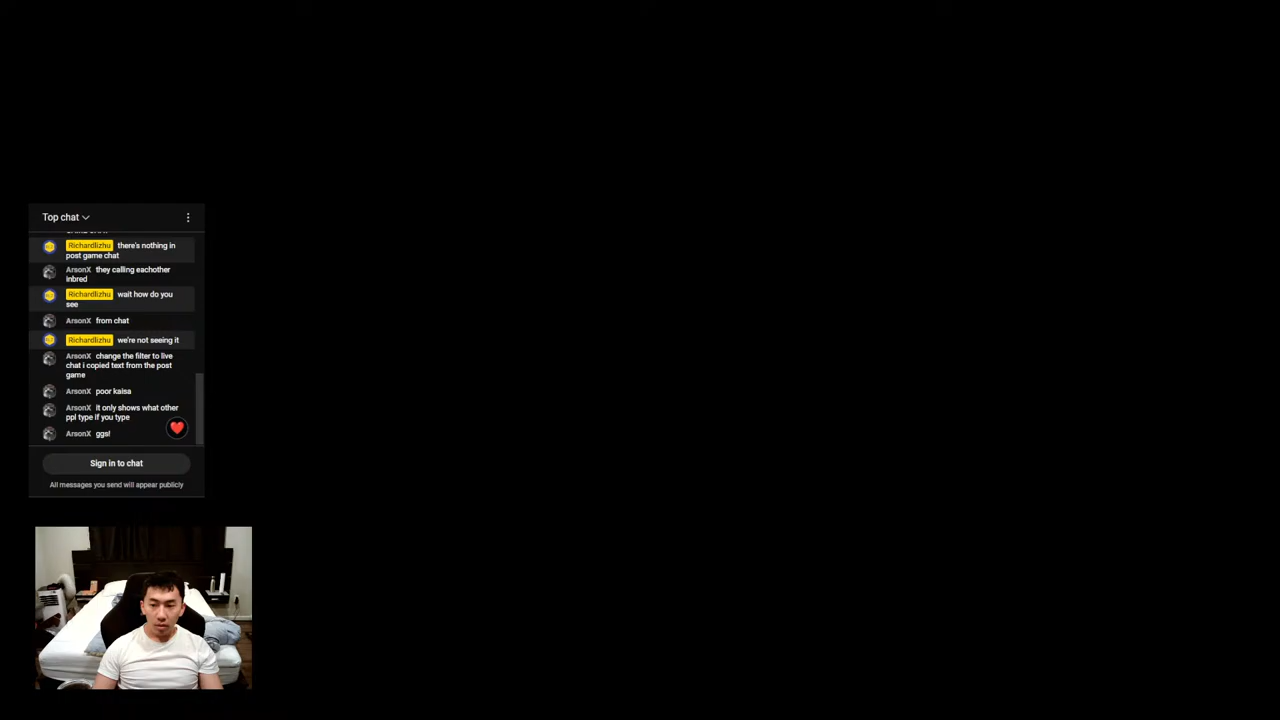 Top chat
Richardlizhu there's nothing in
post game chat
ArsonX they calling eachother
inbred
Richardlizhu wait how do you
see
ArsonX from chat
Richardlizhu we're not seeing it
ArsonX change the filter to live
chat i copied text from the post
game
ArsonX poor kaisa
ArsonX it only shows what other
ppl type if you type
ArsonX ggs!
Sign in to chat
All messages you send will appear publicly